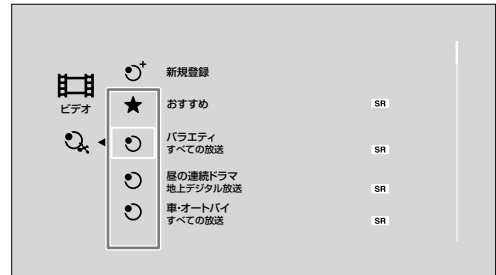 新規登録
ビデオ
おすすめ SR
バラエティ
すべての放送 SR
昼の連続ドラマ
地上デジタル放送 SR
車・オートバイ
すべての放送 SR